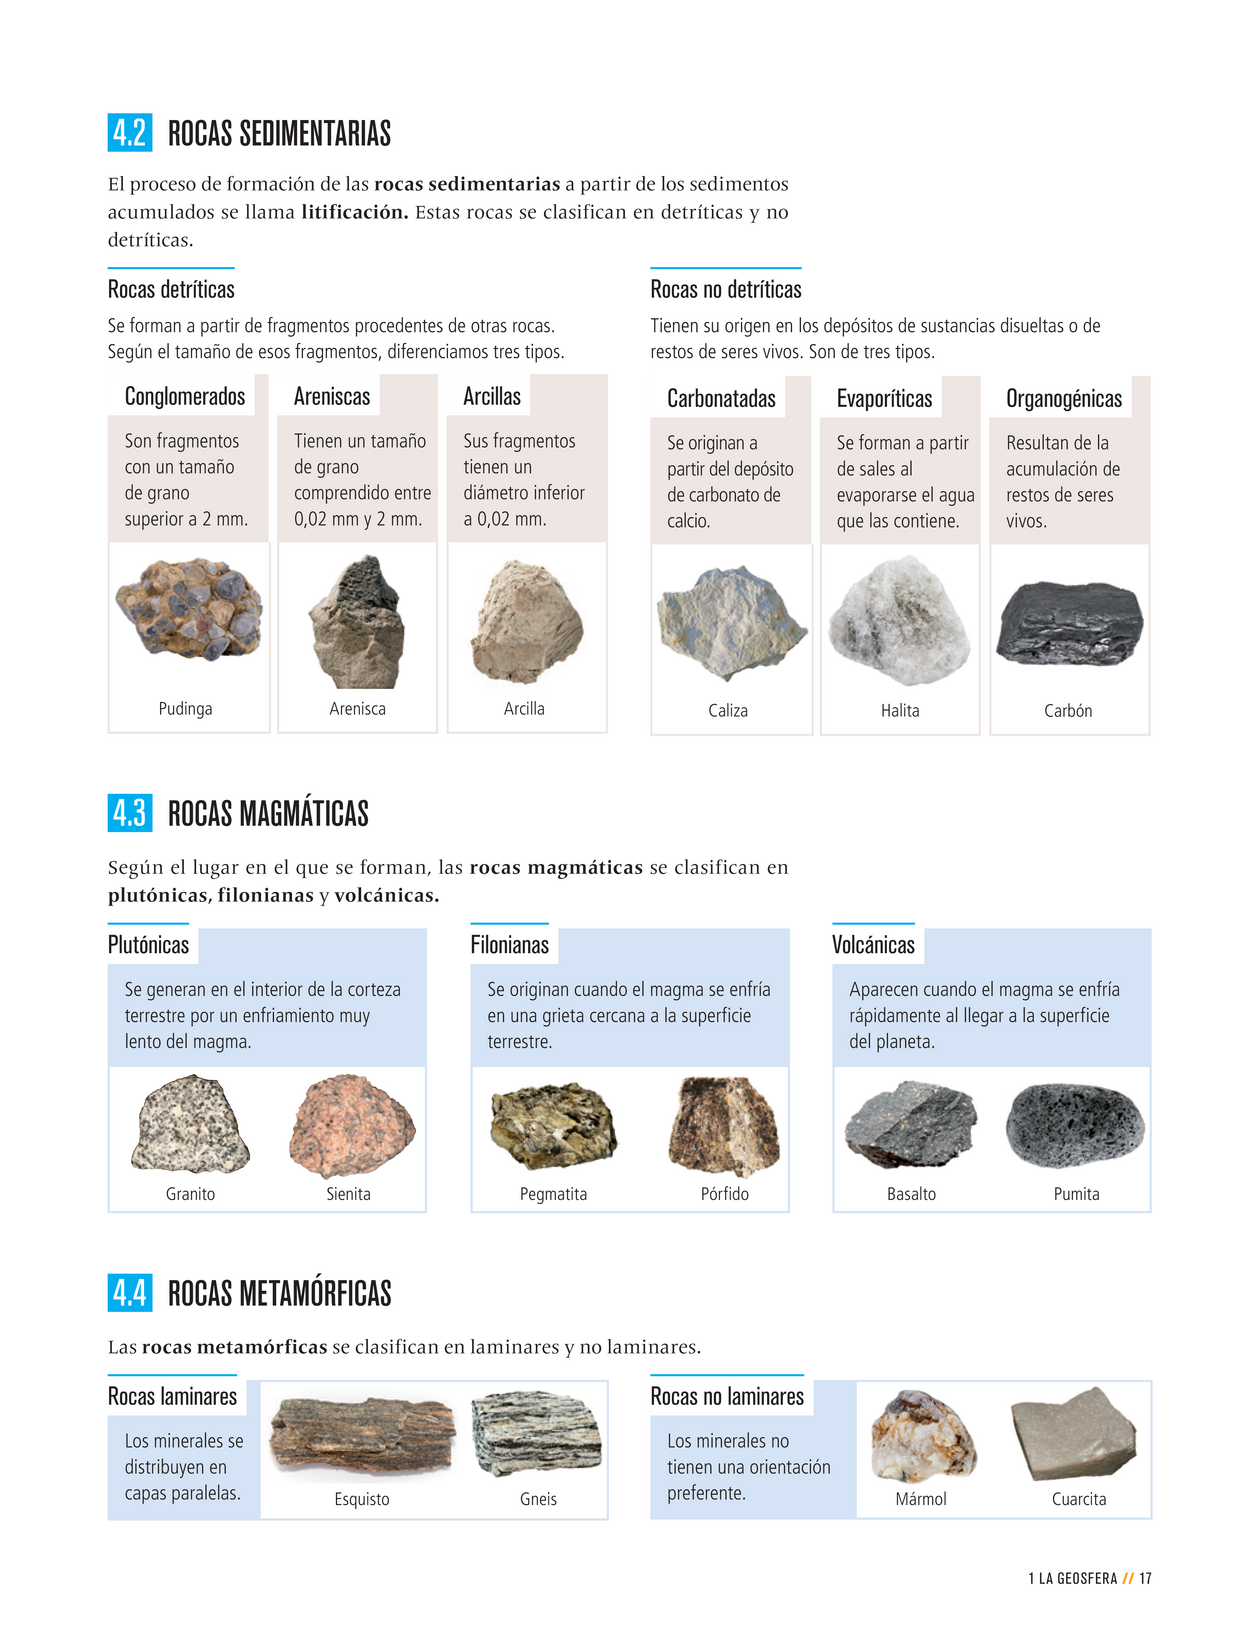 4.2 ROCAS SEDIMENTARIAS
El proceso de formación de las rocas sedimentarias a partir de los sedimentos
acumulados se llama litificación. Estas rocas se clasifican en detríticas y no
detríticas.
Rocas detríticas
Se forman a partir de fragmentos procedentes de otras rocas.
Según el tamaño de esos fragmentos, diferenciamos tres tipos.
Conglomerados
Son fragmentos
con un tamaño
de grano
superior a 2 mm.
Pudinga
Areniscas
Tienen un tamaño
de grano
comprendido entre
0,02 mm y 2 mm.
Arenisca
Arcillas
Sus fragmentos
tienen un
diámetro inferior
a 0,02 mm.
Arcilla
Rocas no detríticas
Tienen su origen en los depósitos de sustancias disueltas o de
restos de seres vivos. Son de tres tipos.
Carbonatadas
Se originan a
partir del depósito
de carbonato de
calcio.
Caliza
Evaporíticas
Se forman a partir
de sales al
evaporarse el agua
que las contiene.
Halita
Organogénicas
Resultan de la
acumulación de
restos de seres
vivos.
Carbón
4.3 ROCAS MAGMÁTICAS
Según el lugar en el que se forman, las rocas magmáticas se clasifican en
plutónicas, filonianas y volcánicas.
Plutónicas
Se generan en el interior de la corteza
terrestre por un enfriamiento muy
lento del magma.
Granito
Sienita
Filonianas
Se originan cuando el magma se enfría
en una grieta cercana a la superficie
terrestre.
Pegmatita
Pórfido
Volcánicas
Aparecen cuando el magma se enfría
rápidamente al llegar a la superficie
del planeta.
Basalto
Pumita
4.4 ROCAS METAMÓRFICAS
Las rocas metamórficas se clasifican en laminares y no laminares.
Rocas laminares
Los minerales se
distribuyen en
capas paralelas.
Esquisto
Gneis
Rocas no laminares
Los minerales no
tienen una orientación
preferente.
Mármol
Cuarcita
1 LA GEOSFERA // 17